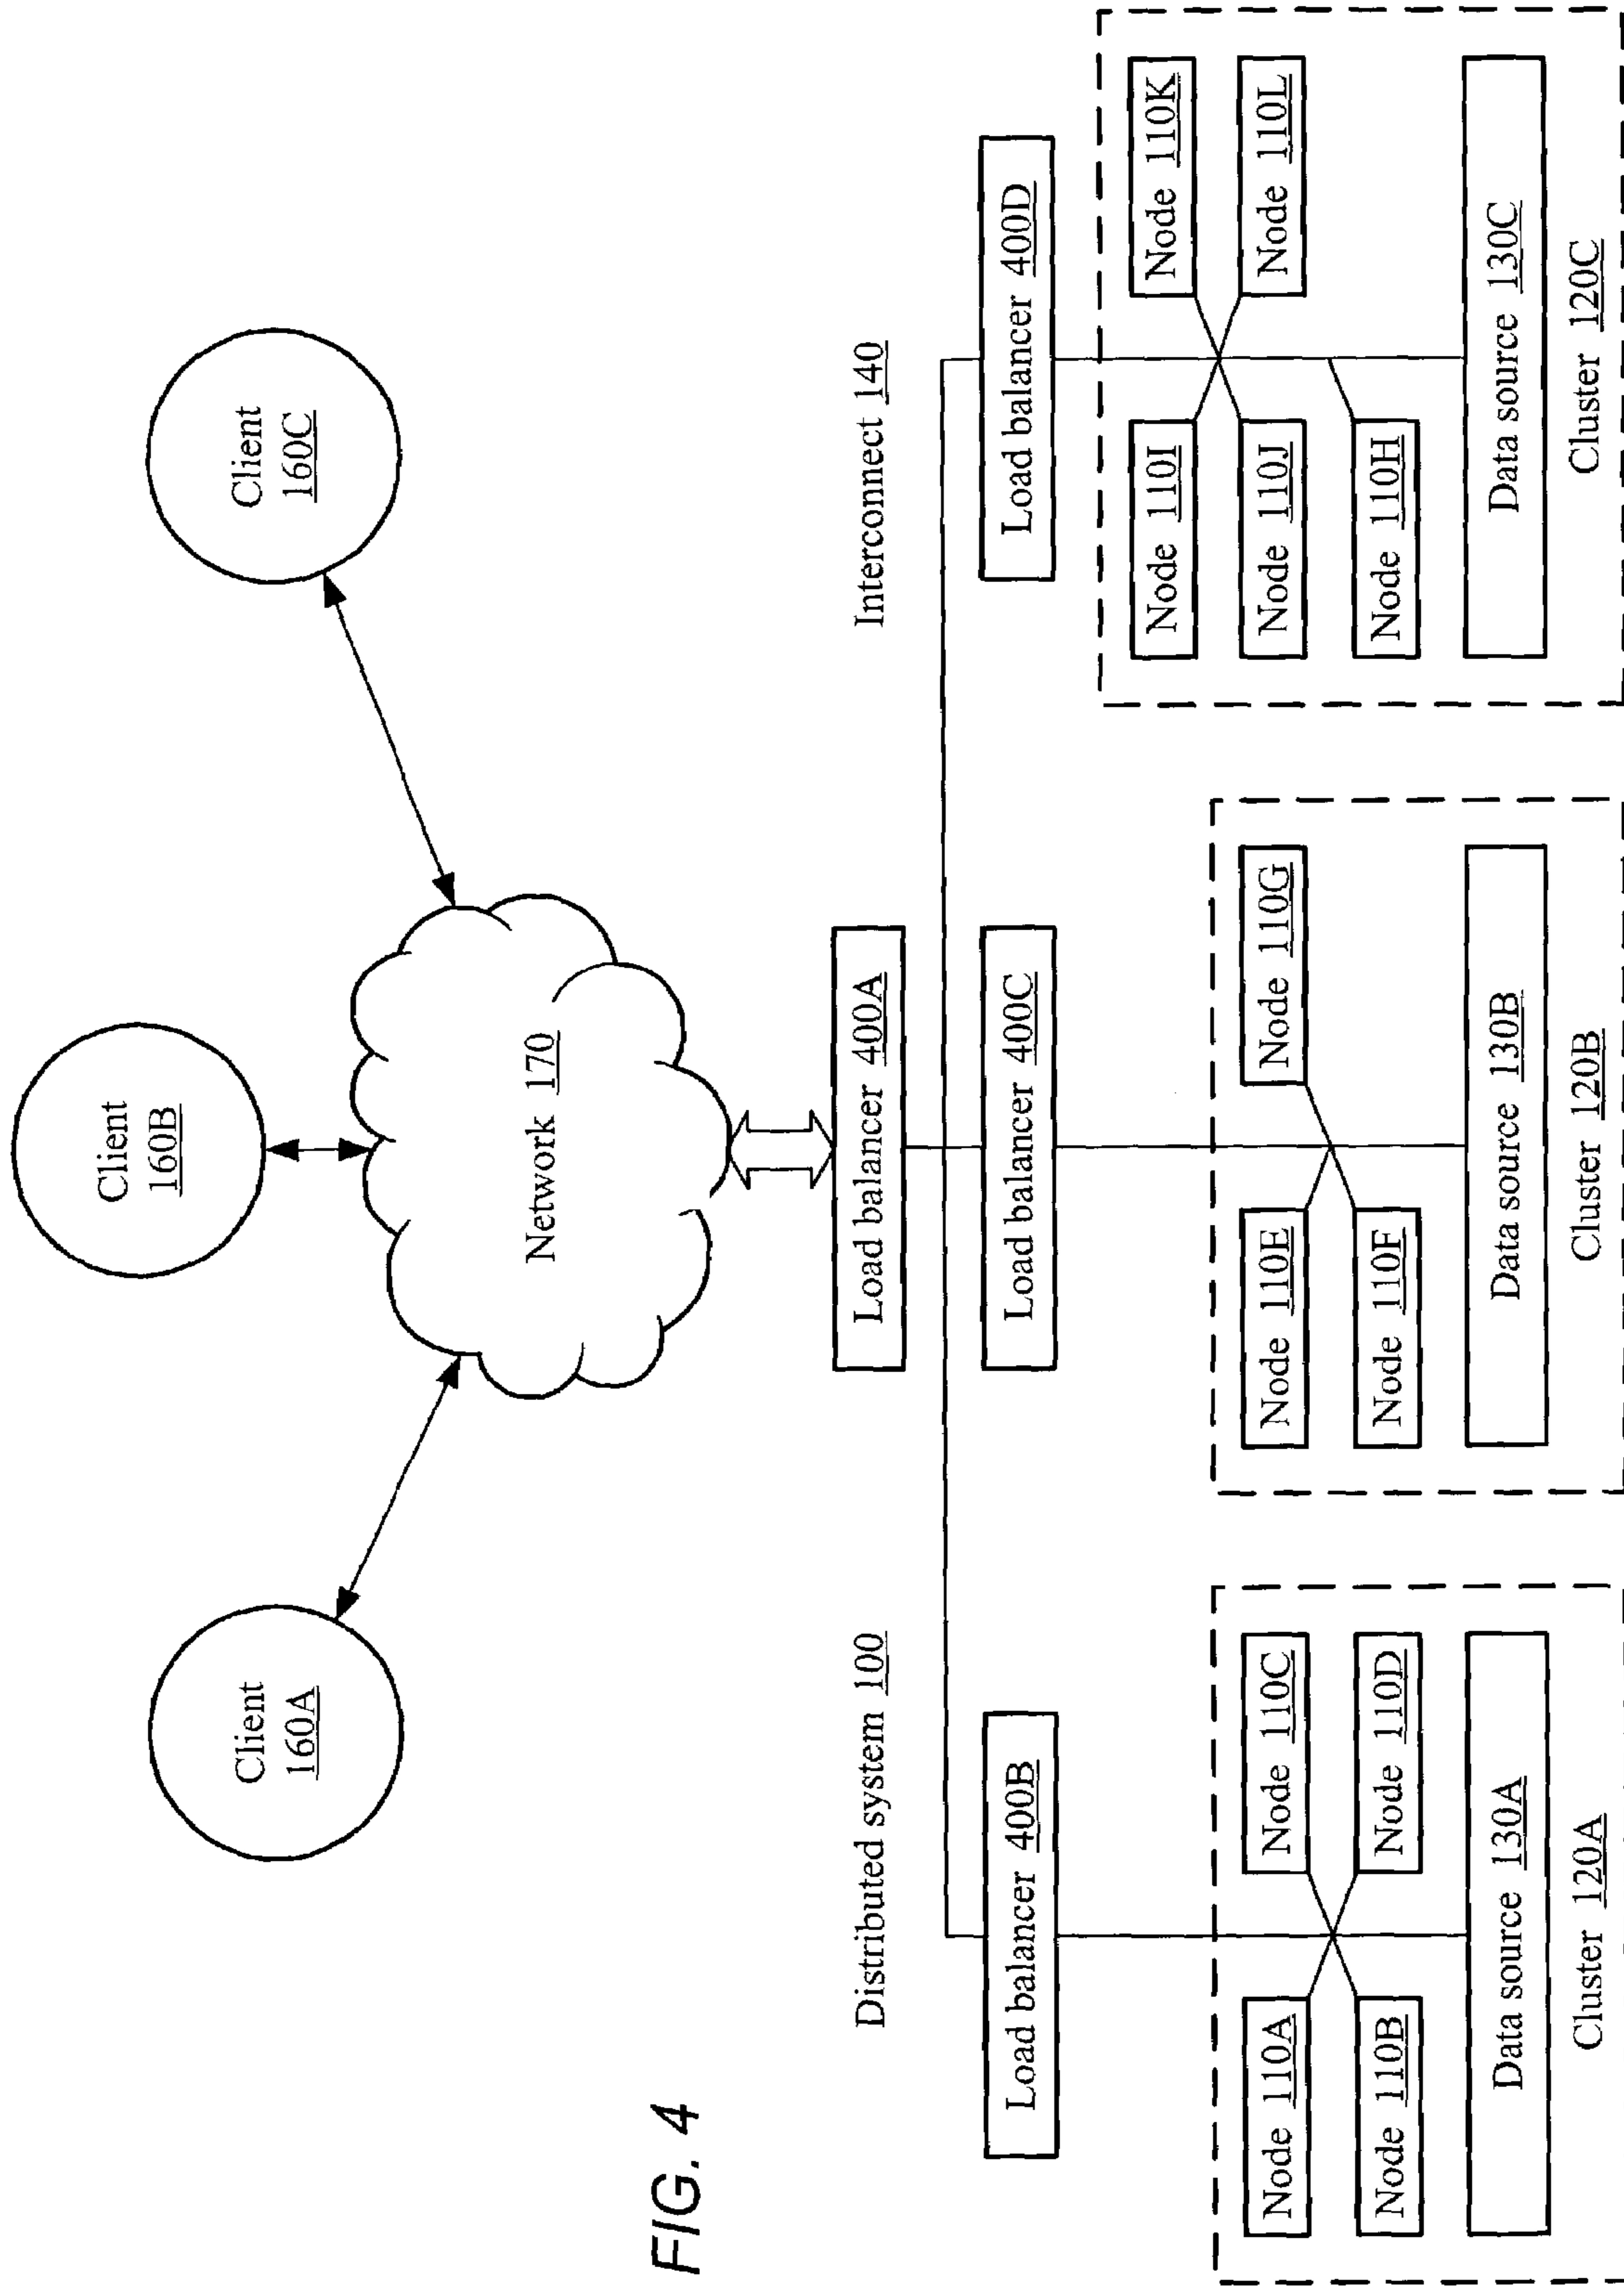 FIG. 4
Client
160A
Client
160B
Client
160C
Network 170
Distributed system 100
Interconnect 140
Load balancer 400A
Load balancer 400B
Load balancer 400C
Load balancer 400D
Node 110A
Node 110C
Node 110B
Node 110D
Data source 130A
Cluster 120A
Node 110E
Node 110G
Node 110F
Data source 130B
Cluster 120B
Node 110I
Node 110K
Node 110J
Node 110L
Node 110H
Data source 130C
Cluster 120C